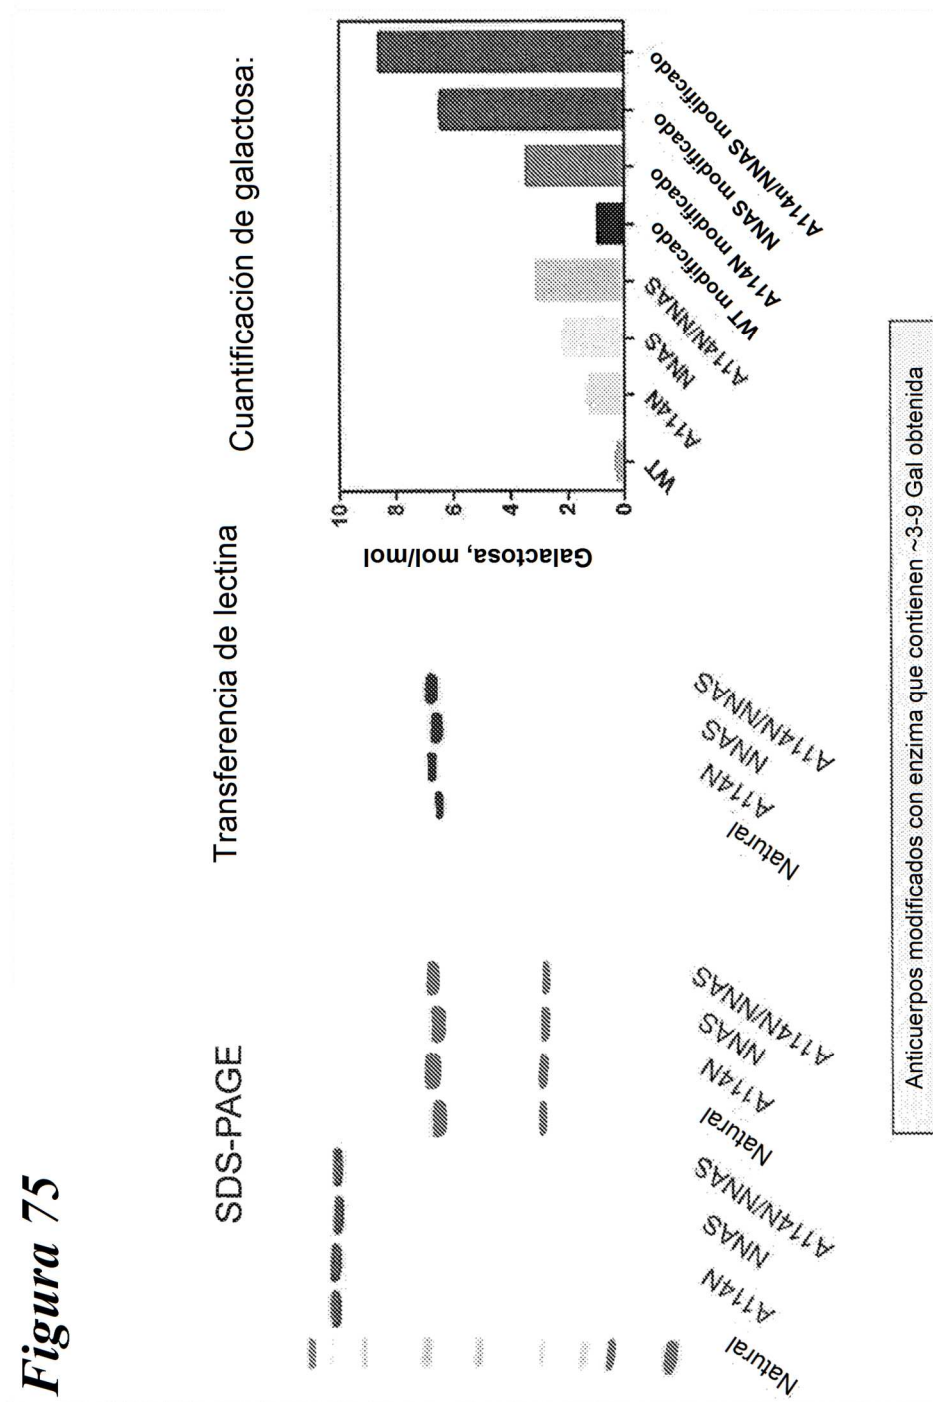 Figura 75
SDS-PAGE
Transferencia de lectina
Cuantificación de galactosa:
Natural
A114N
NNAS
A114N/NNAS
Natural
A114N
NNAS
A114N/NNAS
Natural
A114N
NNAS
A114N/NNAS
Galactosa, mol/mol
10
8
6
4
2
0
WT
A114N
NNAS
A114N/NNAS
WT modificado
A114N modificado
NNAS modificado
A114n/NNAS modificado
Anticuerpos modificados con enzima que contienen ~3-9 Gal obtenida